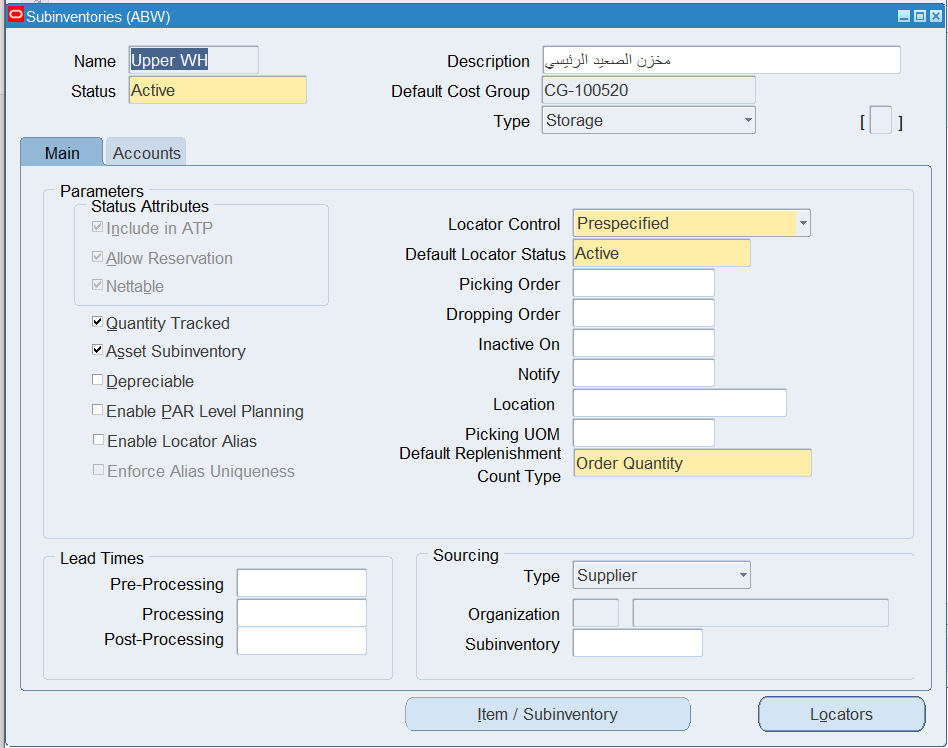 Subinventories (ABW)
Name Upper WH
Description مخزن الصعيد الرئيسي
Status Active
Default Cost Group CG-100520
Type Storage
[ ]
Main Accounts
Parameters
Status Attributes
Include in ATP
Allow Reservation
Nettable
Quantity Tracked
Asset Subinventory
Depreciable
Enable PAR Level Planning
Enable Locator Alias
Enforce Alias Uniqueness
Locator Control Prespecified
Default Locator Status Active
Picking Order
Dropping Order
Inactive On
Notify
Location
Picking UOM
Default Replenishment
Count Type Order Quantity
Lead Times
Pre-Processing
Processing
Post-Processing
Sourcing
Type Supplier
Organization
Subinventory
Item / Subinventory
Locators